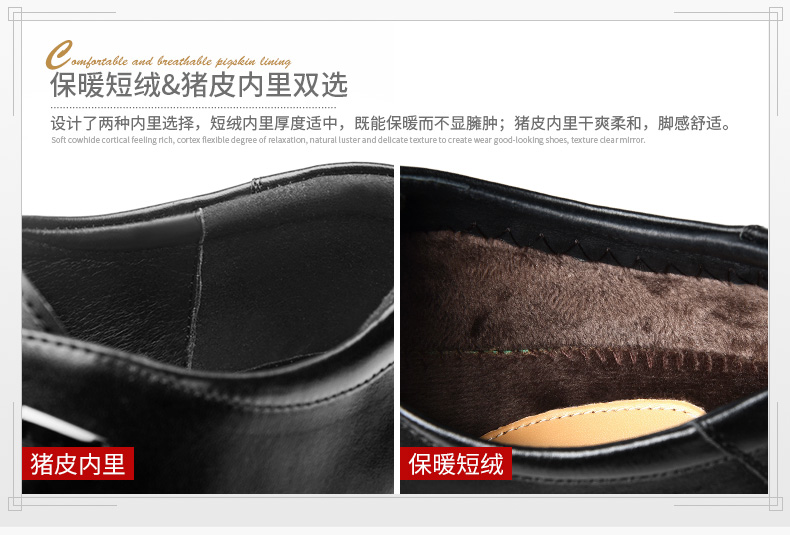 Comfortable and breathable pigskin lining
保暖短绒&猪皮内里双选
设计了两种内里选择，短绒内里厚度适中，既能保暖而不显臃肿；猪皮内里干爽柔和，脚感舒适。
Soft cowhide cortical feeling rich, cortex flexible degree of relaxation, natural luster and delicate texture to create wear good-looking shoes, texture clear mirror.
猪皮内里
保暖短绒